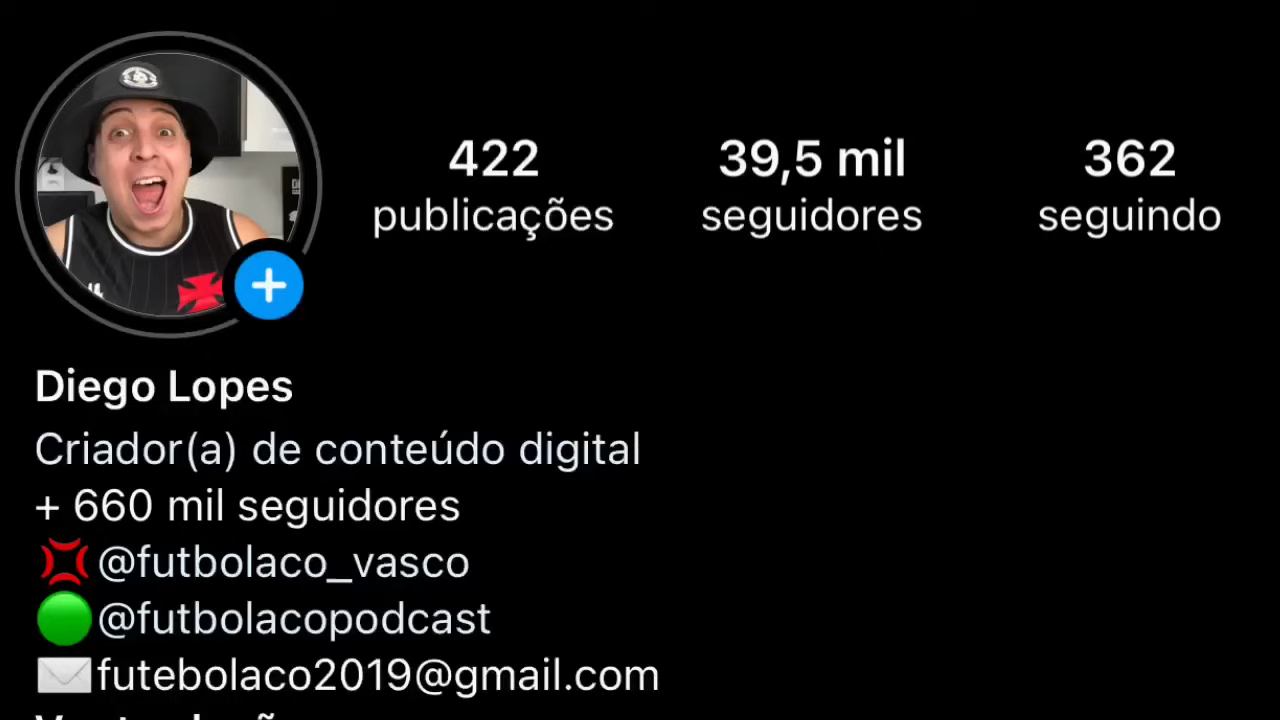 422
publicações
39,5 mil
seguidores
362
seguindo
Diego Lopes
Criador(a) de conteúdo digital
+ 660 mil seguidores
@futbolaco_vasco
@futbolacopodcast
futebolaco2019@gmail.com